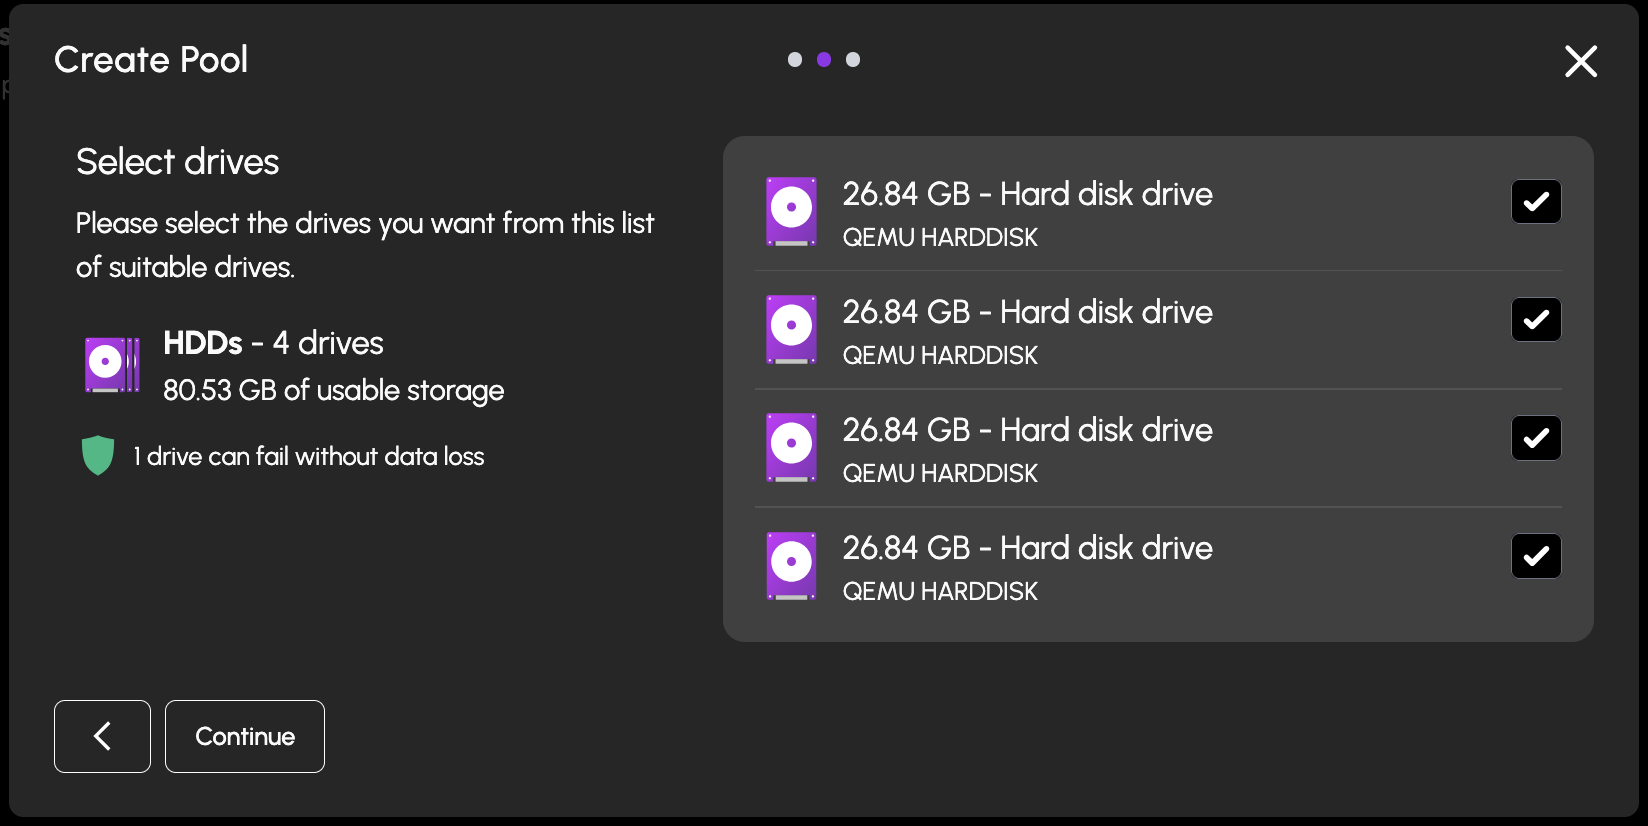 Create Pool
Select drives
Please select the drives you want from this list
of suitable drives.
HDDs - 4 drives
80.53 GB of usable storage
1 drive can fail without data loss
26.84 GB - Hard disk drive
QEMU HARDDISK
26.84 GB - Hard disk drive
QEMU HARDDISK
26.84 GB - Hard disk drive
QEMU HARDDISK
26.84 GB - Hard disk drive
QEMU HARDDISK
Continue